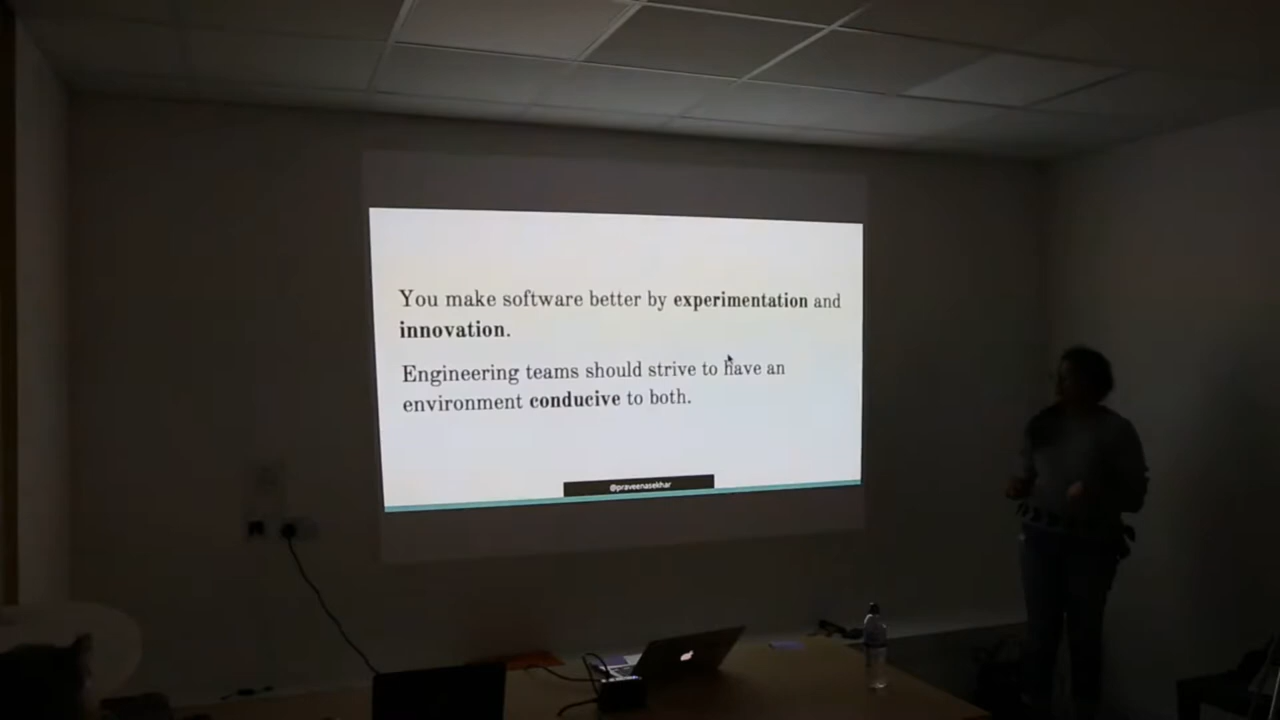 You make software better by experimentation and
innovation.
Engineering teams should strive to have an
environment conducive to both.
@praveenasekhar